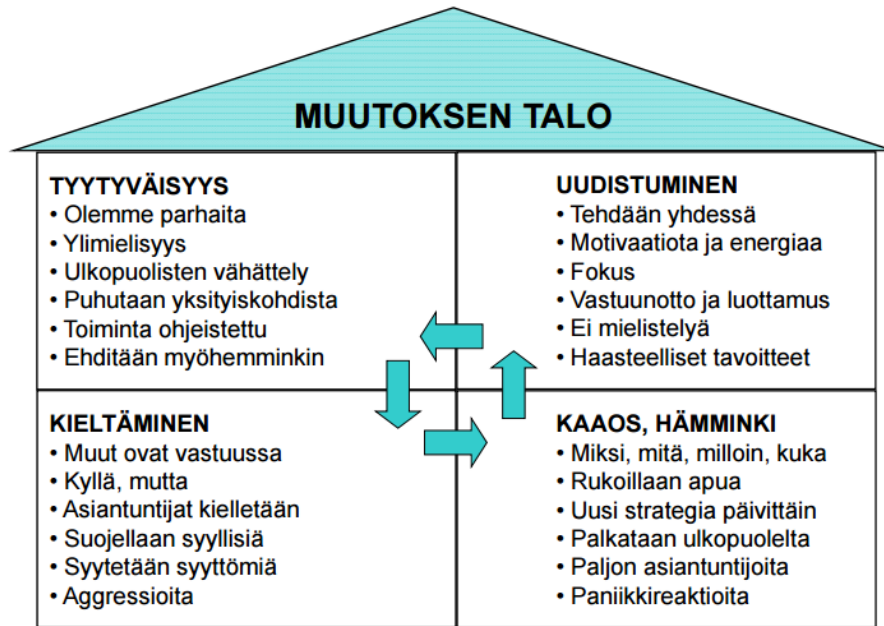 MUUTOKSEN TALO
TYYTYVÄISYYS
• Olemme parhaita
• Ylimielisyys
• Ulkopuolisten vähättely
• Puhutaan yksityiskohdista
• Toiminta ohjeistettu
• Ehditään myöhemminkin
UUDISTUMINEN
• Tehdään yhdessä
• Motivaatiota ja energiaa
• Fokus
• Vastuunotto ja luottamus
• Ei mielistelyä
• Haasteelliset tavoitteet
KIELTÄMINEN
• Muut ovat vastuussa
• Kyllä, mutta
• Asiantuntijat kielletään
• Suojellaan syyllisiä
• Syytetään syyttömiä
• Aggressioita
KAAOS, HÄMMINKI
• Miksi, mitä, milloin, kuka
• Rukoillaan apua
• Uusi strategia päivittäin
• Palkataan ulkopuolelta
• Paljon asiantuntijoita
• Paniikkireaktioita